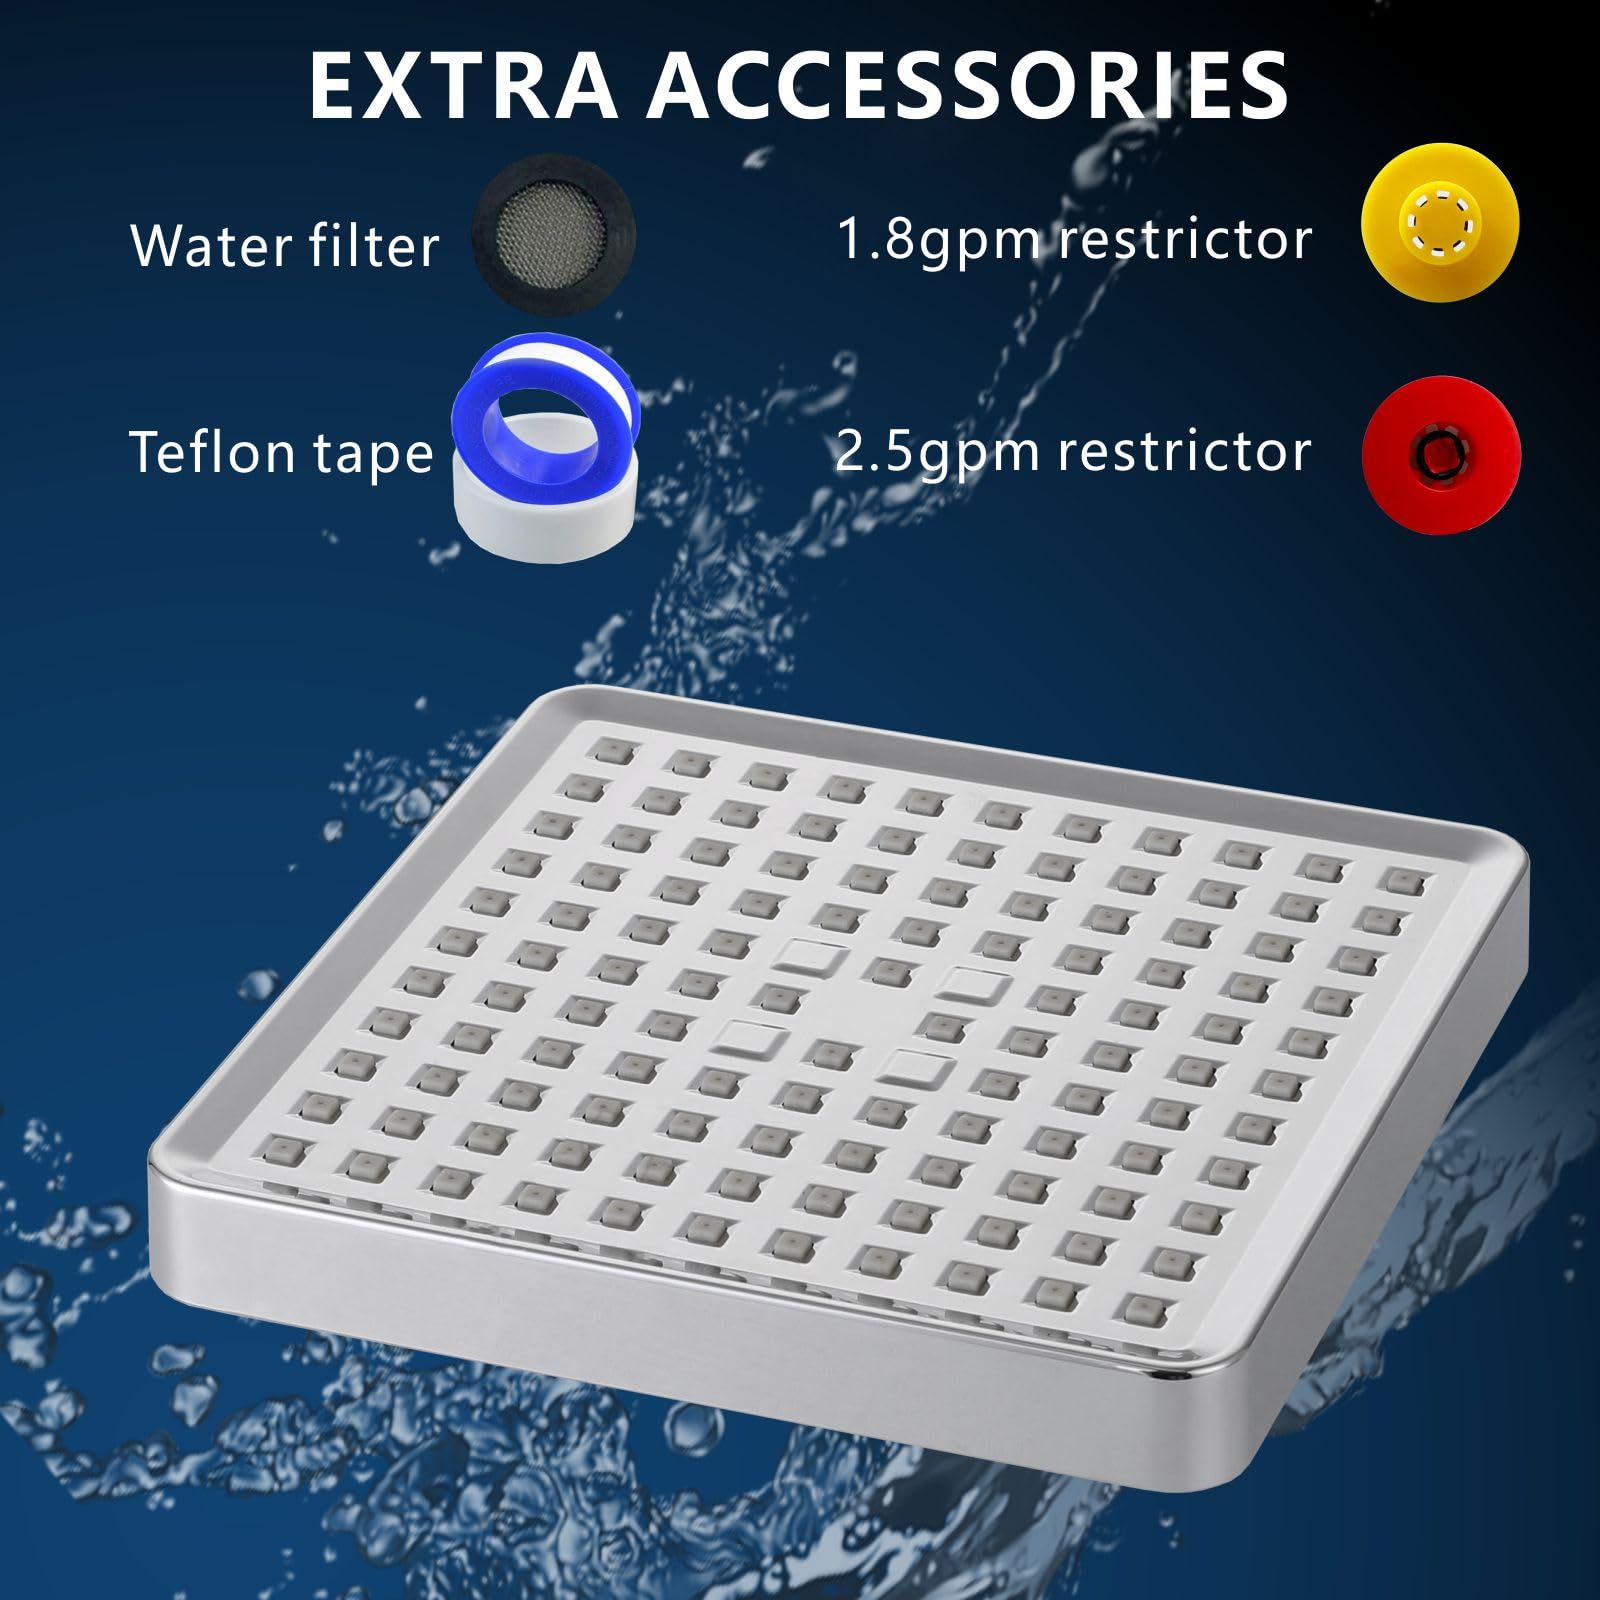 EXTRA ACCESSORIES
Water filter
1.8gpm restrictor
Teflon tape
2.5gpm restrictor